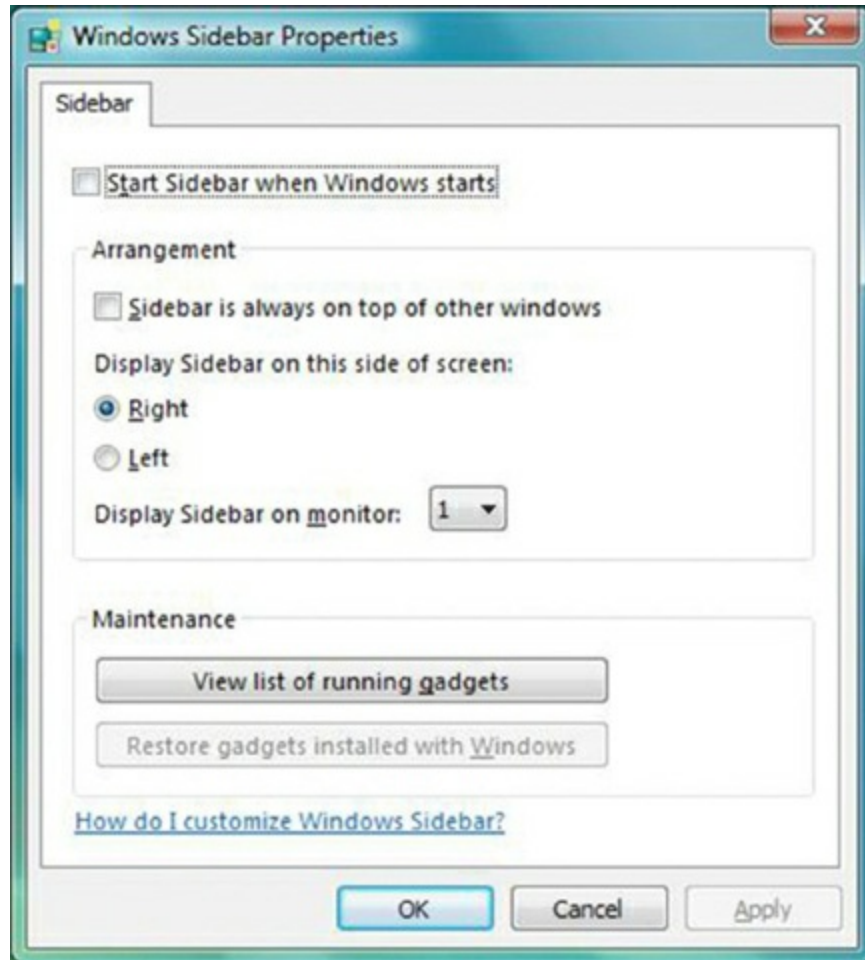 Windows Sidebar Properties
Sidebar
Start Sidebar when Windows starts
Arrangement
Sidebar is always on top of other windows
Display Sidebar on this side of screen:
Right
Left
Display Sidebar on monitor: 1
Maintenance
View list of running gadgets
Restore gadgets installed with Windows
How do I customize Windows Sidebar?
OK Cancel Apply